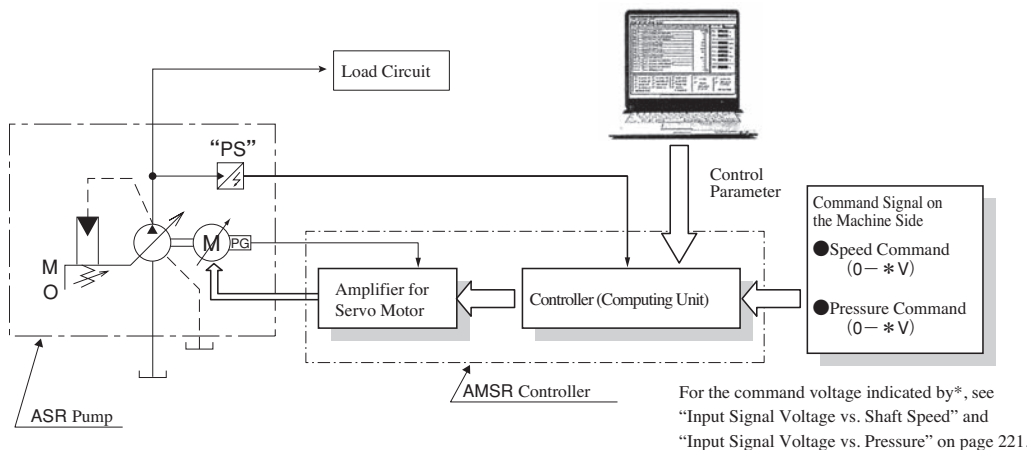 Load Circuit
“PS”
Control
Parameter
Command Signal on
the Machine Side
●Speed Command
(0－＊V)
●Pressure Command
(0－＊V)
M
PG
M
O
Amplifier for
Servo Motor
Controller (Computing Unit)
AMSR Controller
ASR Pump
For the command voltage indicated by*, see
“Input Signal Voltage vs. Shaft Speed” and
“Input Signal Voltage vs. Pressure” on page 221.